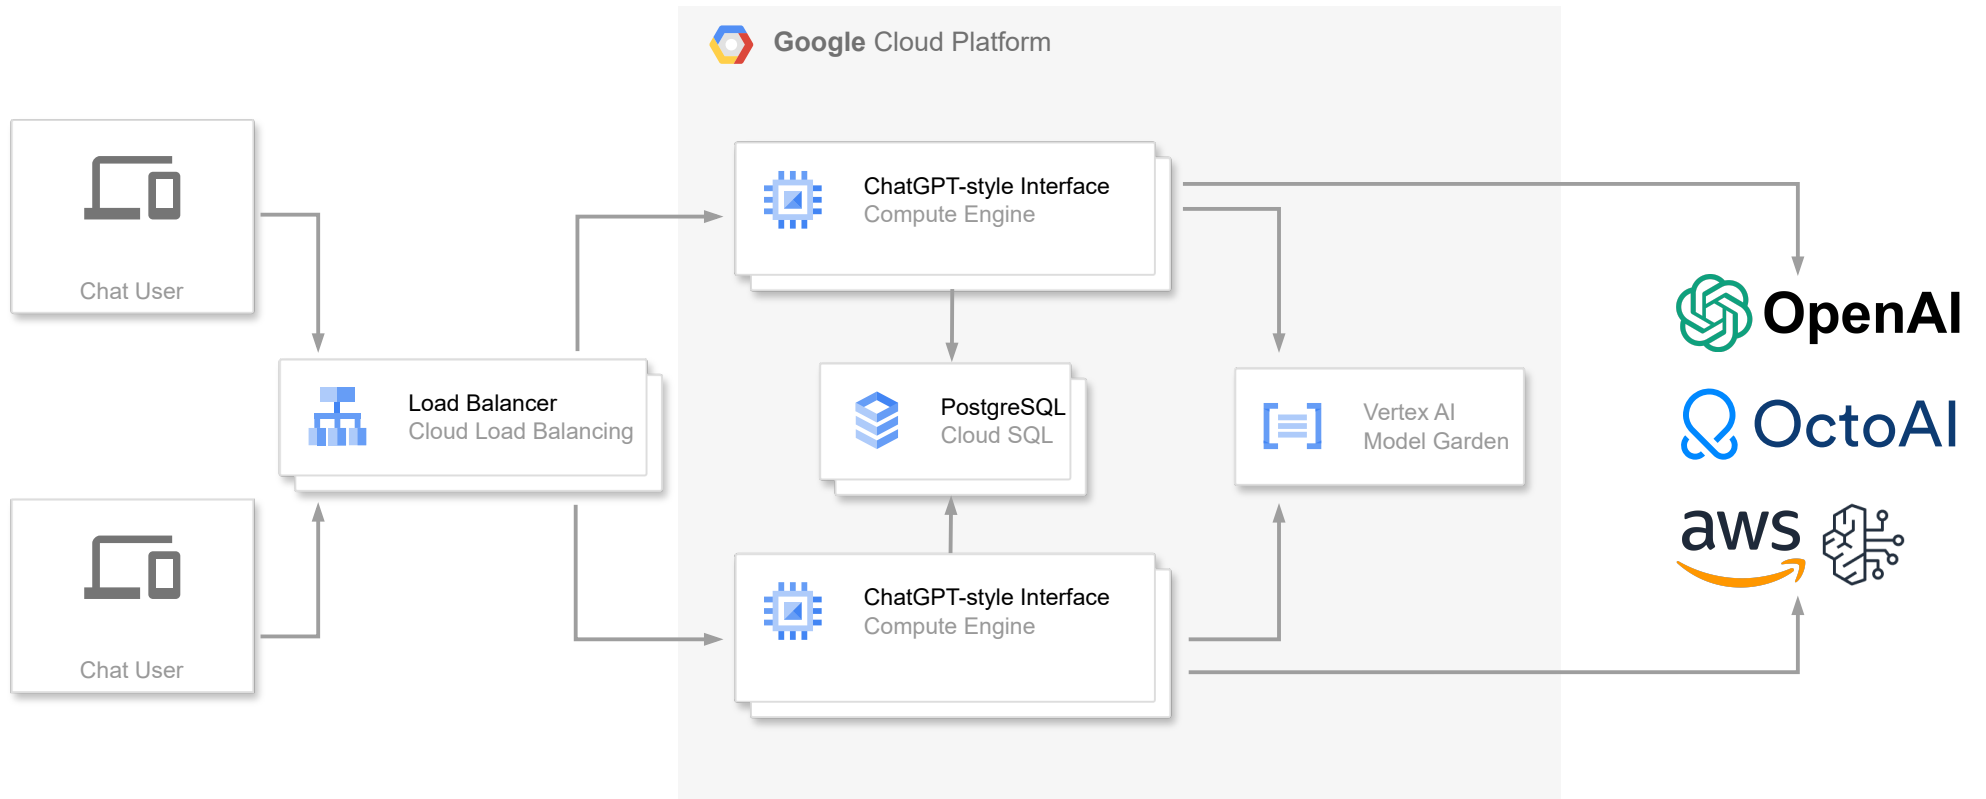 Google Cloud Platform
Chat User
ChatGPT-style Interface
Compute Engine
Load Balancer
Cloud Load Balancing
PostgreSQL
Cloud SQL
Vertex AI
Model Garden
OpenAI
OctoAI
aws
Chat User
ChatGPT-style Interface
Compute Engine